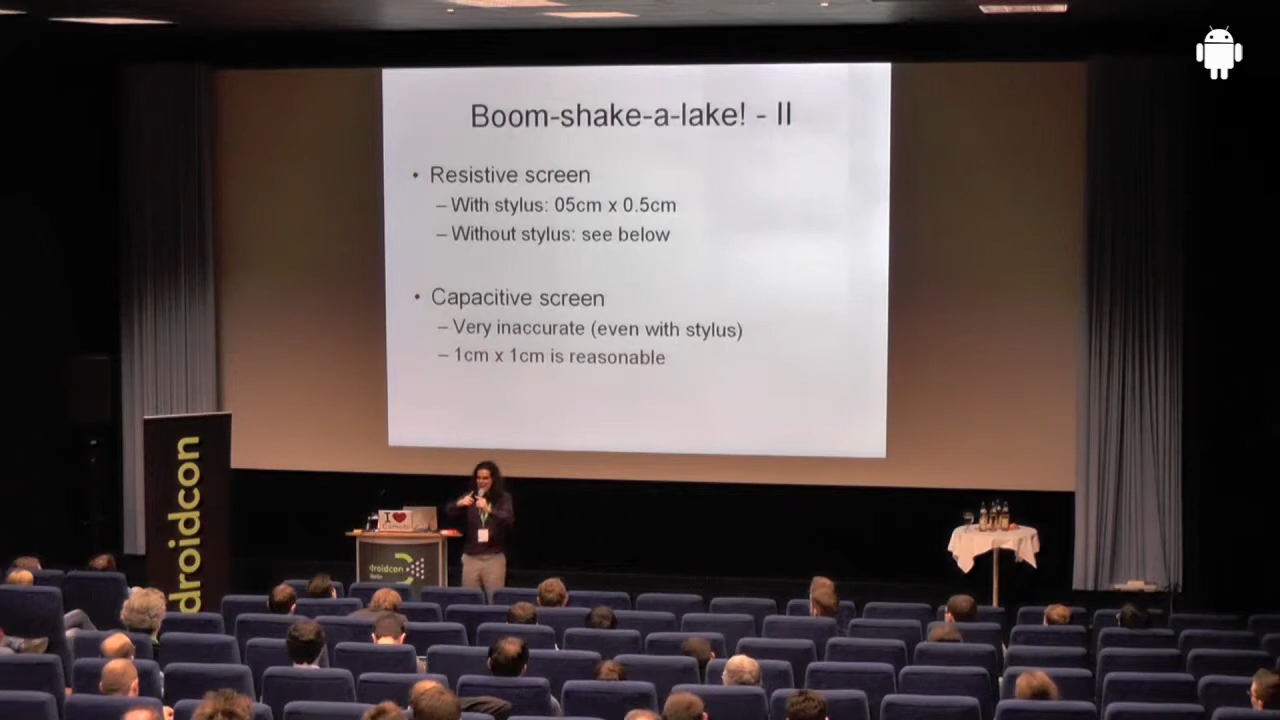 Boom-shake-a-lake! - II
• Resistive screen
– With stylus: 05cm x 0.5cm
– Without stylus: see below
• Capacitive screen
– Very inaccurate (even with stylus)
– 1cm x 1cm is reasonable
droidcon
I
droidcon